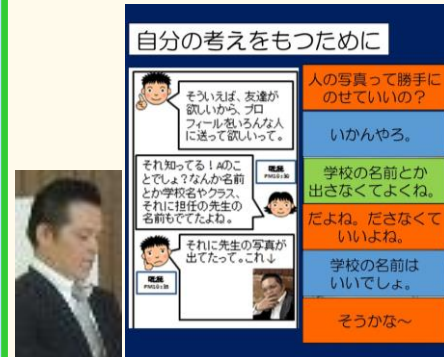 自分の考えをもつために
そういえば、友達が
欲しいから、プロ
フィールをいろんな人
に送って欲しいって。
それ知ってる！Aのこ
とでしょ？なんか名前
とか学校名やクラス、
それに担任の先生の
名前もでてたよね。
既読
それに先生の写真が
出てたって。これ↓
既読
人の写真って勝手に
のせていいの？
いかんやろ。
学校の名前とか
出さなくてよくね。
だよね。ださなくて
いいよね。
学校の名前は
いいでしょ。
そうかな～